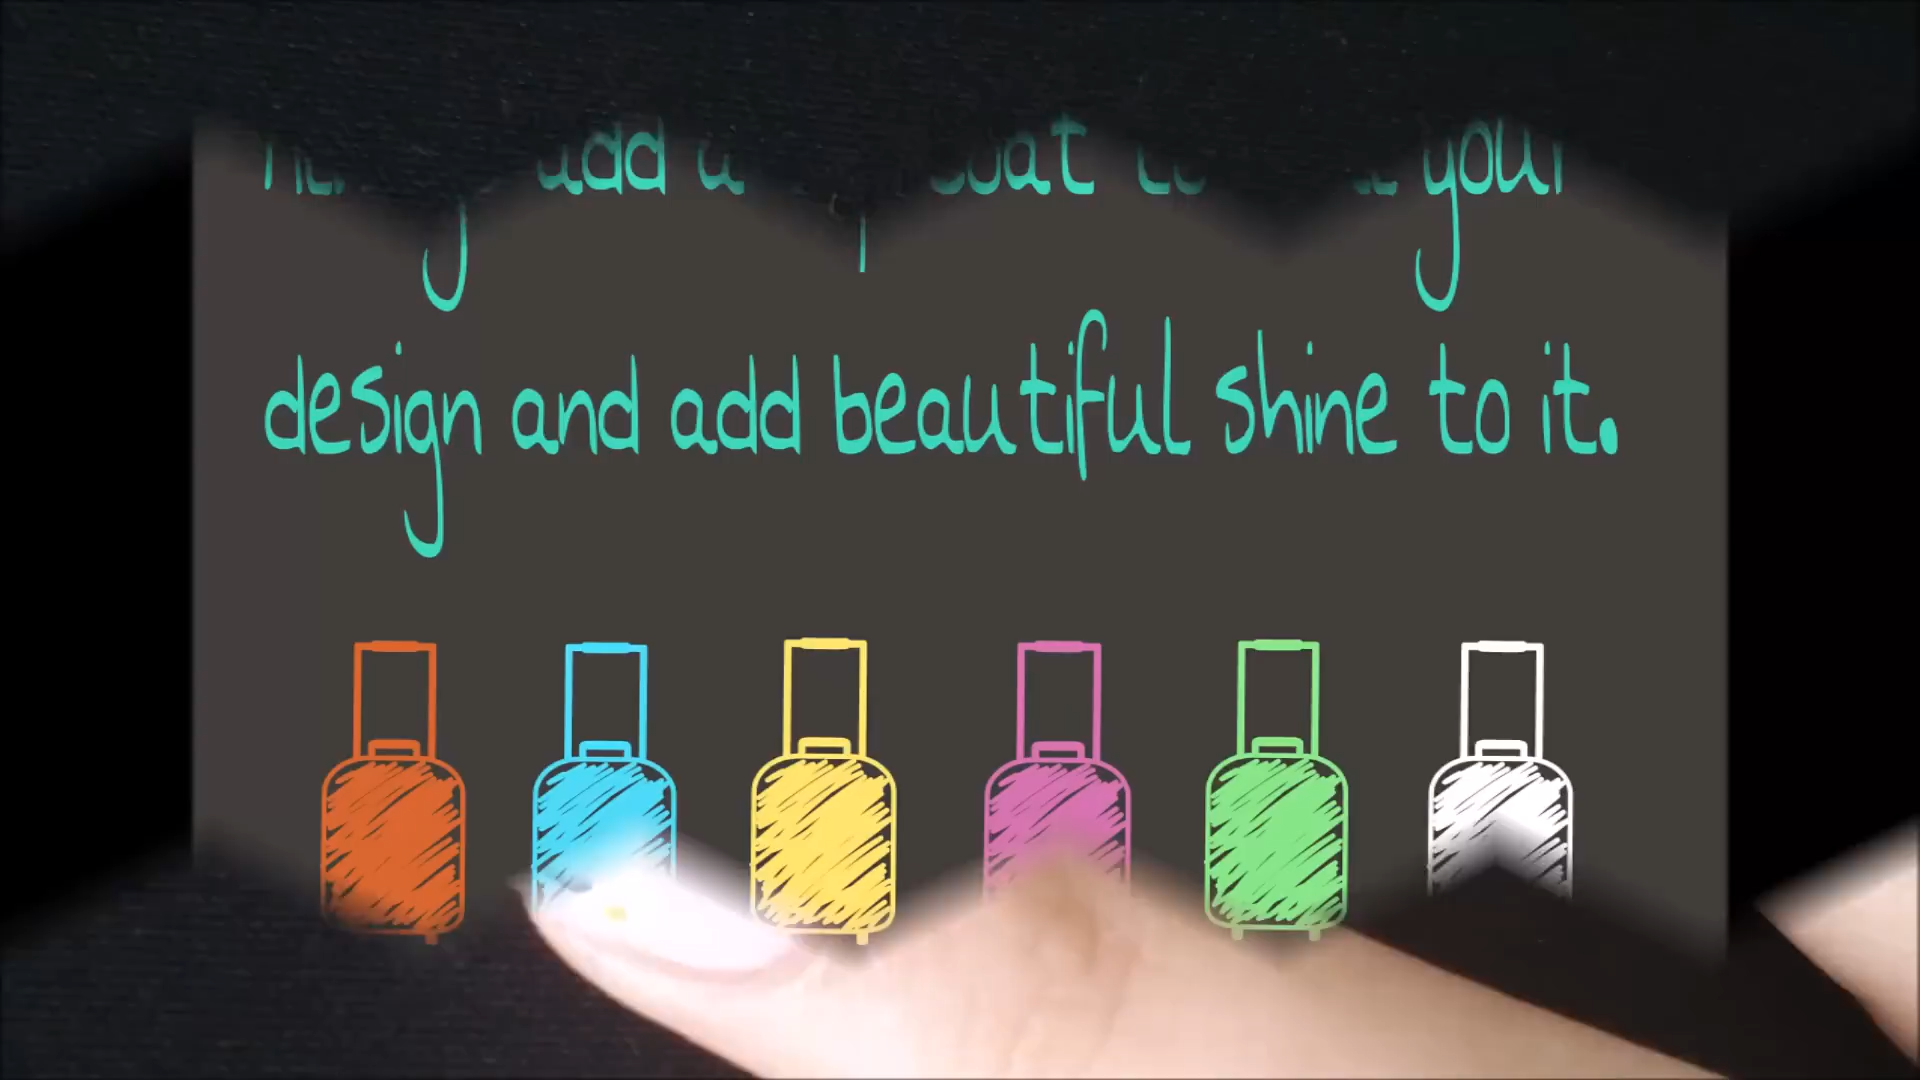 add coat your
design and add beautiful shine to it.